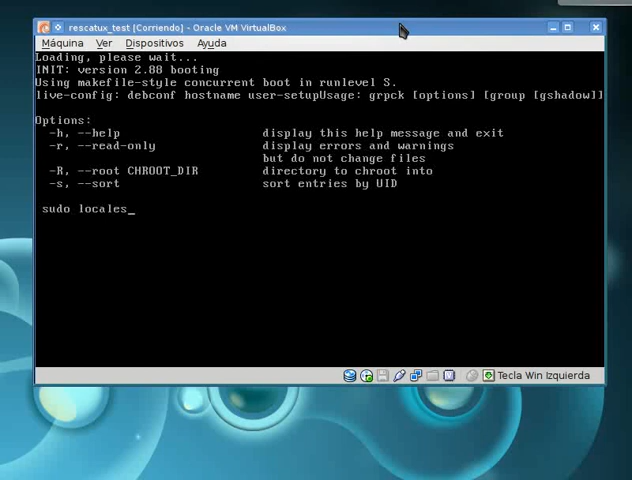 rescatux_test [Corriendo] - Oracle VM VirtualBox
Máquina Ver Dispositivos Ayuda
Loading, please wait...
INIT: version 2.88 booting
Using makefile-style concurrent boot in runlevel S.
live-config: debconf hostname user-setupUsage: grpck [options] [group [gshadow]]
Options:
-h, --help display this help message and exit
-r, --read-only display errors and warnings
but do not change files
-R, --root CHROOT_DIR directory to chroot into
-s, --sort sort entries by UID
sudo locales_
Tecla Win Izquierda